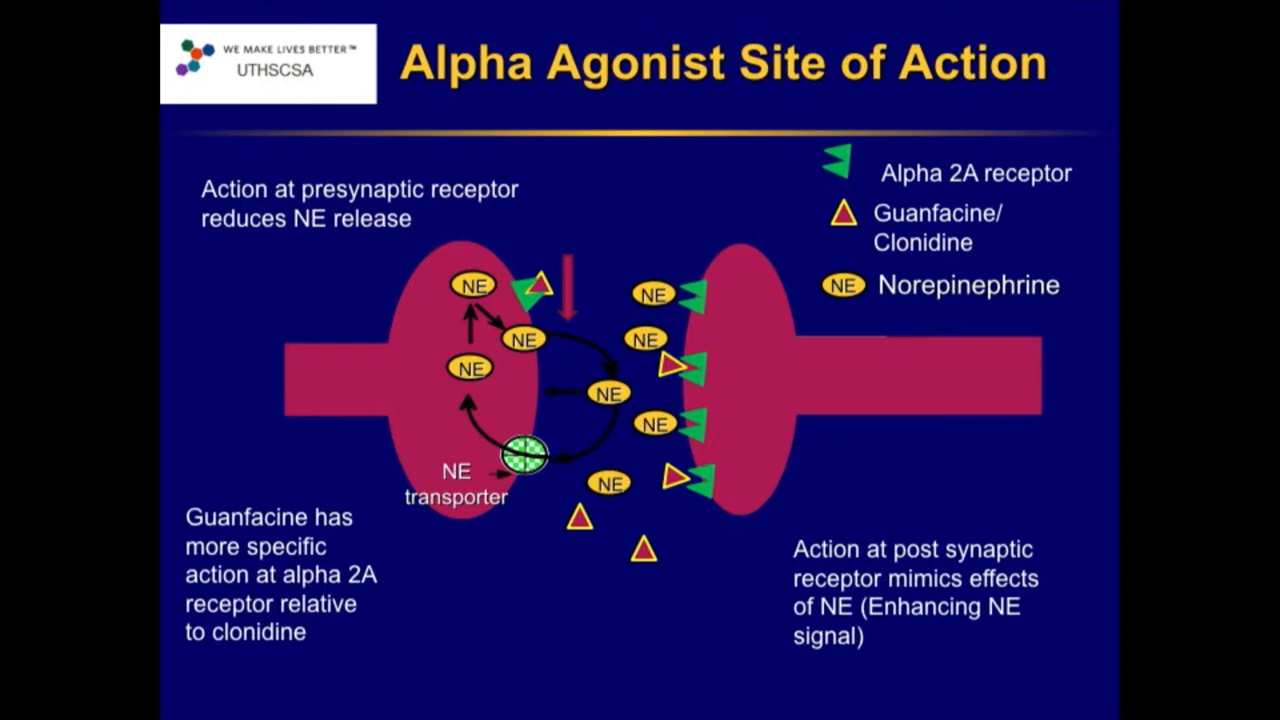 WE MAKE LIVES BETTER™
UTHSCSA
Alpha Agonist Site of Action
Action at presynaptic receptor
reduces NE release
Alpha 2A receptor
Guanfacine/
Clonidine
NE
Norepinephrine
NE
NE
NE
NE
NE
NE
NE
NE
NE
transporter
NE
Guanfacine has
more specific
action at alpha 2A
receptor relative
to clonidine
Action at post synaptic
receptor mimics effects
of NE (Enhancing NE
signal)